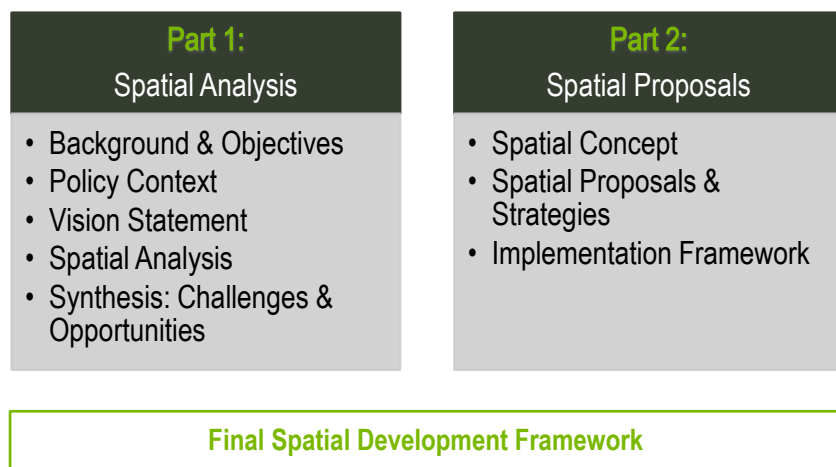 Part 1:
Spatial Analysis
• Background & Objectives
• Policy Context
• Vision Statement
• Spatial Analysis
• Synthesis: Challenges &
Opportunities
Part 2:
Spatial Proposals
• Spatial Concept
• Spatial Proposals &
Strategies
• Implementation Framework
Final Spatial Development Framework